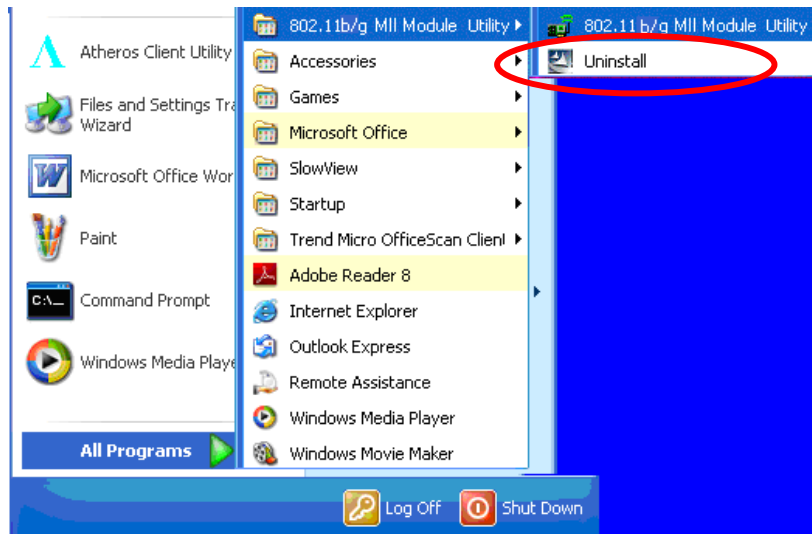 Atheros Client Utility
Files and Settings Tra
Wizard
Microsoft Office Wor
Paint
C:\_
Command Prompt
Windows Media Playe
All Programs
802.11b/g MII Module Utility
Accessories
Games
Microsoft Office
SlowView
Startup
Trend Micro OfficeScan Client
Adobe Reader 8
Internet Explorer
Outlook Express
Remote Assistance
Windows Media Player
Windows Movie Maker
802.11b/g MII Module Utility
Uninstall
Log Off
Shut Down